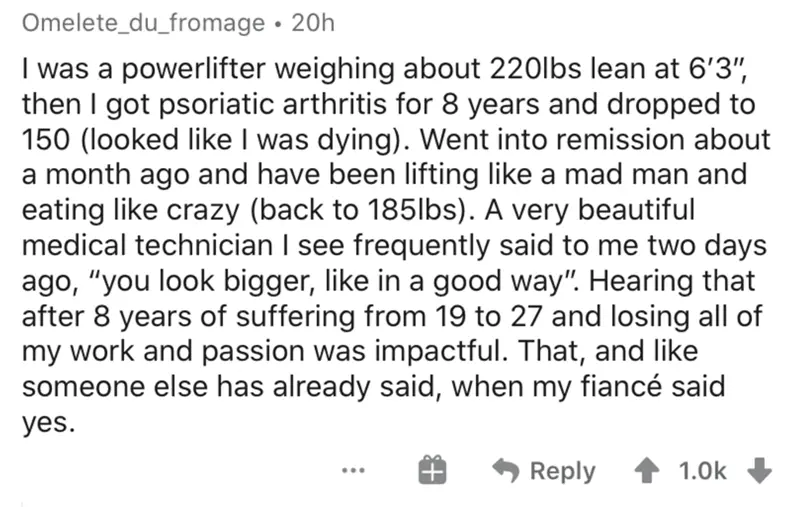 Omelete_du_fromage • 20h
I was a powerlifter weighing about 220lbs lean at 6'3",
then I got psoriatic arthritis for 8 years and dropped to
150 (looked like I was dying). Went into remission about
a month ago and have been lifting like a mad man and
eating like crazy (back to 185lbs). A very beautiful
medical technician I see frequently said to me two days
ago, “you look bigger, like in a good way”. Hearing that
after 8 years of suffering from 19 to 27 and losing all of
my work and passion was impactful. That, and like
someone else has already said, when my fiancé said
yes.
... Reply 1.0k